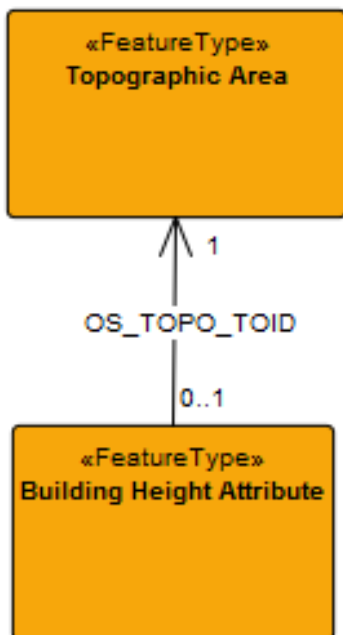 «FeatureType»
Topographic Area
1
OS_TOPO_TOID
0..1
«FeatureType»
Building Height Attribute